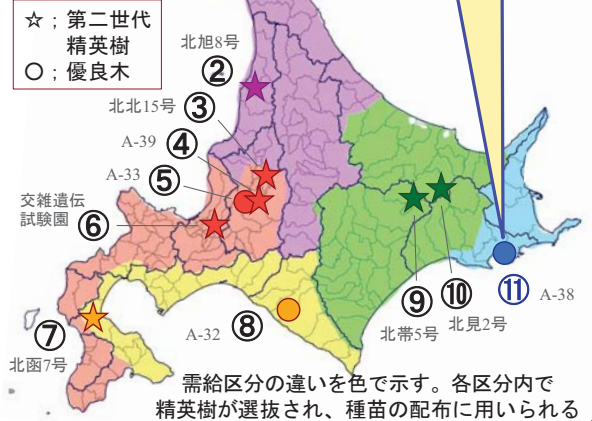 ☆；第二世代
精英樹
○；優良木
北旭8号
②
北北15号 ③
A-39 ④
A-33 ⑤
交雑遺伝
試験園 ⑥
⑦
北函7号
A-32 ⑧
⑨ ⑩ ⑪ A-38
北帯5号 北見2号
需給区分の違いを色で示す。各区分内で
精英樹が選抜され、種苗の配布に用いられる